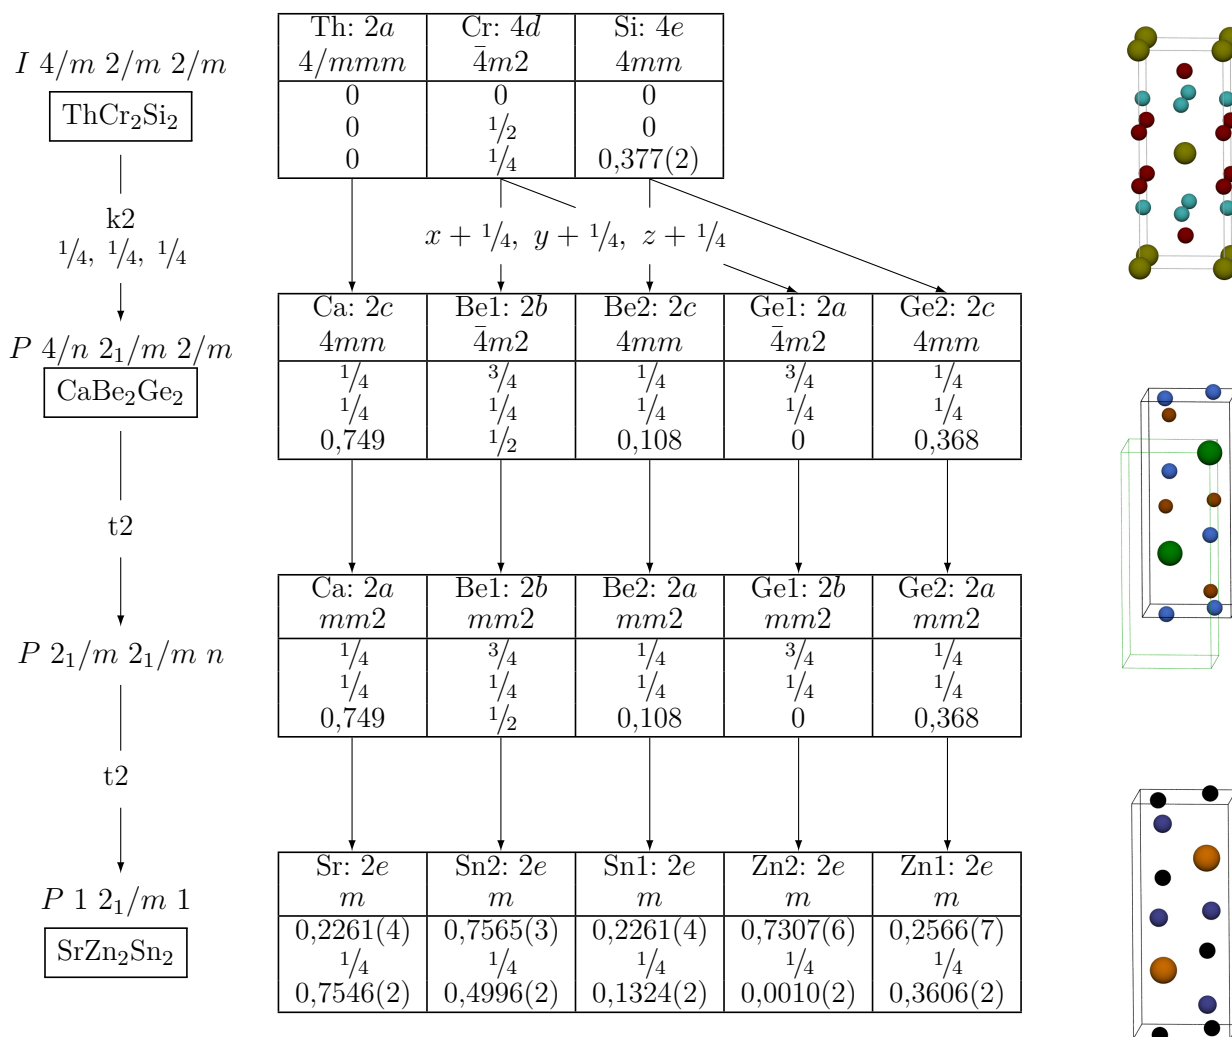 Th: 2a Cr: 4d Si: 4e
I 4/m 2/m 2/m 4/mmm 4̄m2 4mm
ThCr₂Si₂ 0 0 0
0 1/2 0
0 1/4 0,377(2)
k2
1/4, 1/4, 1/4 x + 1/4, y + 1/4, z + 1/4
Ca: 2c Be1: 2b Be2: 2c Ge1: 2a Ge2: 2c
P 4/n 2₁/m 2/m 4mm 4̄m2 4mm 4̄m2 4mm
CaBe₂Ge₂ 1/4 3/4 1/4 3/4 1/4
1/4 1/4 1/4 1/4 1/4
0,749 1/2 0,108 0 0,368
t2
Ca: 2a Be1: 2b Be2: 2a Ge1: 2b Ge2: 2a
mm2 mm2 mm2 mm2 mm2
P 2₁/m 2₁/m n 1/4 3/4 1/4 3/4 1/4
1/4 1/4 1/4 1/4 1/4
0,749 1/2 0,108 0 0,368
t2
Sr: 2e Sn2: 2e Sn1: 2e Zn2: 2e Zn1: 2e
P 1 2₁/m 1 m m m m m
0,2261(4) 0,7565(3) 0,2261(4) 0,7307(6) 0,2566(7)
SrZn₂Sn₂ 1/4 1/4 1/4 1/4 1/4
0,7546(2) 0,4996(2) 0,1324(2) 0,0010(2) 0,3606(2)